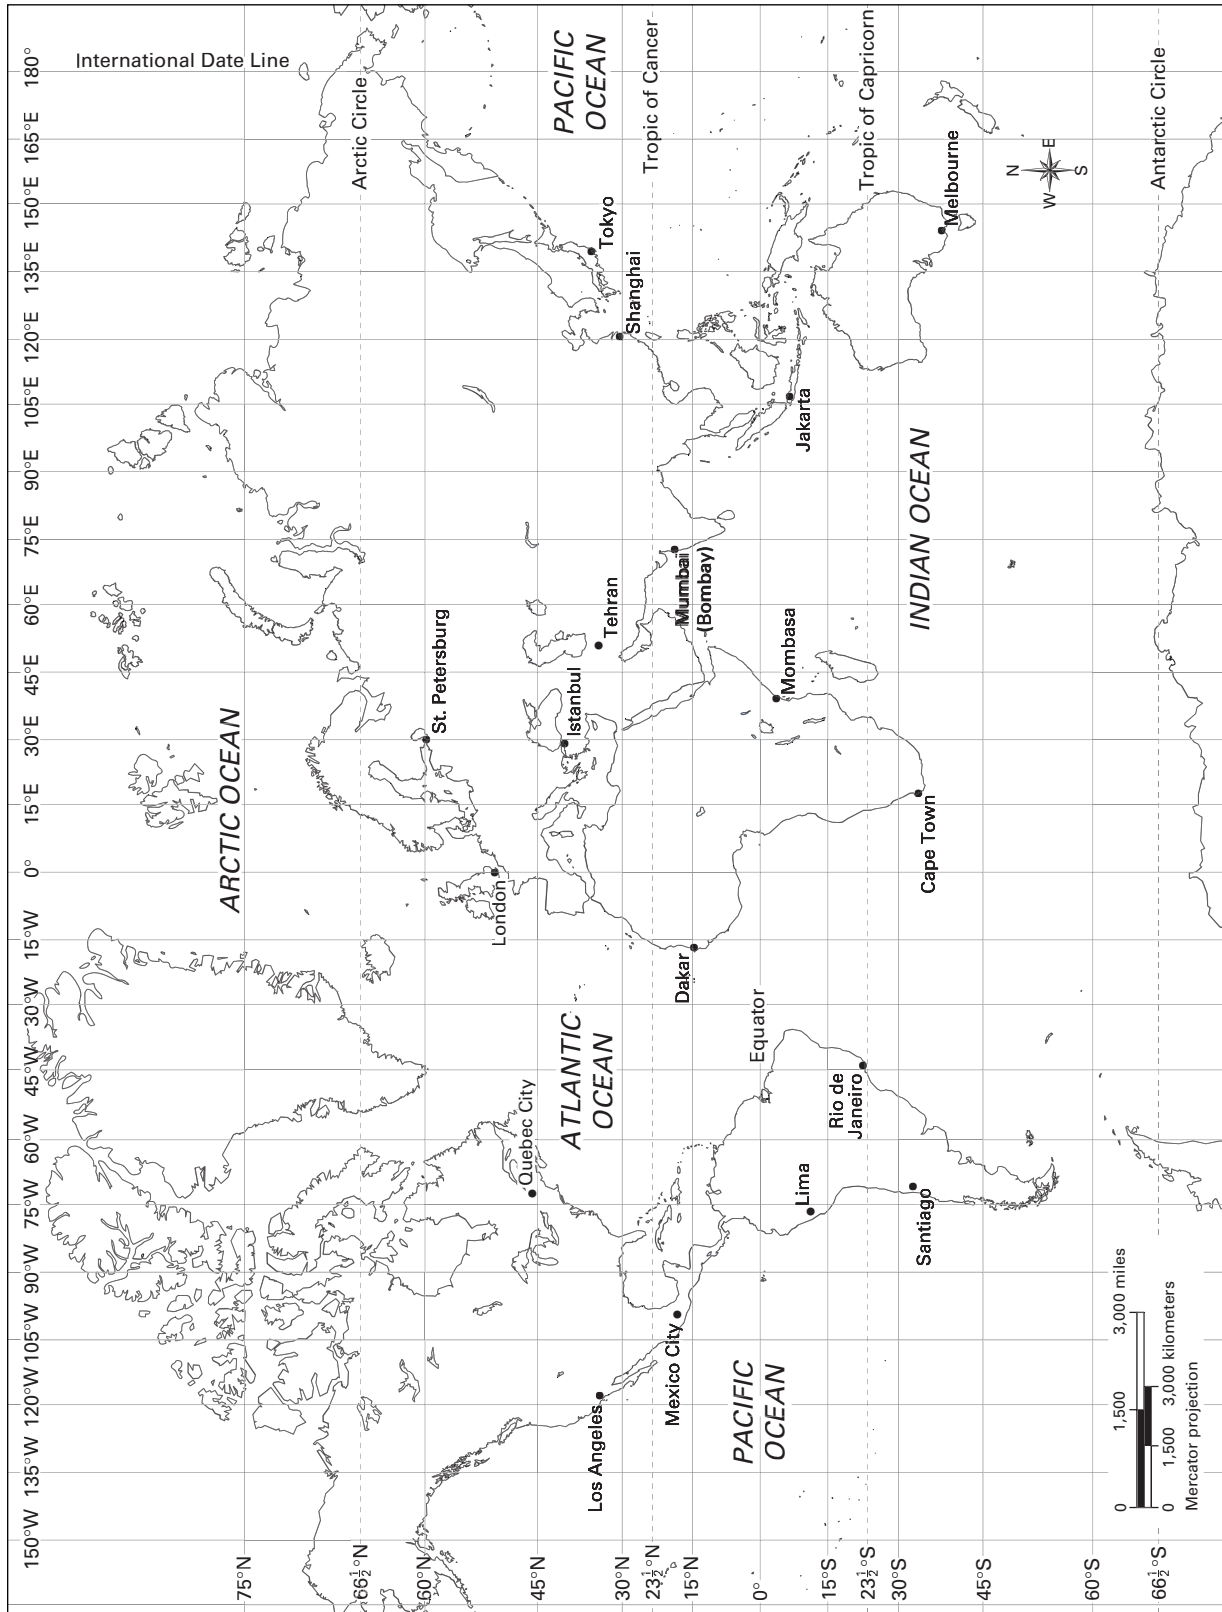 150°W
135°W
120°W
105°W
90°W
75°W
60°W
45°W
30°W
15°W
0°
15°E
30°E
45°E
60°E
75°E
90°E
105°E
120°E
135°E
150°E
165°E
180°
International Date Line
75°N
66½°N
60°N
45°N
30°N
23½°N
15°N
0°
15°S
23½°S
30°S
45°S
60°S
66½°S
ARCTIC OCEAN
Arctic Circle
St. Petersburg
London
Quebec City
Istanbul
Tehran
Tokyo
Shanghai
PACIFIC
OCEAN
ATLANTIC
OCEAN
Los Angeles
Tropic of Cancer
Mexico City
Dakar
Mumbai
(Bombay)
PACIFIC
OCEAN
Equator
Mombasa
Jakarta
Lima
Rio de
Janeiro
Tropic of Capricorn
Santiago
Cape Town
INDIAN OCEAN
Melbourne
N
W
E
S
Antarctic Circle
0
1,500
3,000 miles
0
1,500
3,000 kilometers
Mercator projection